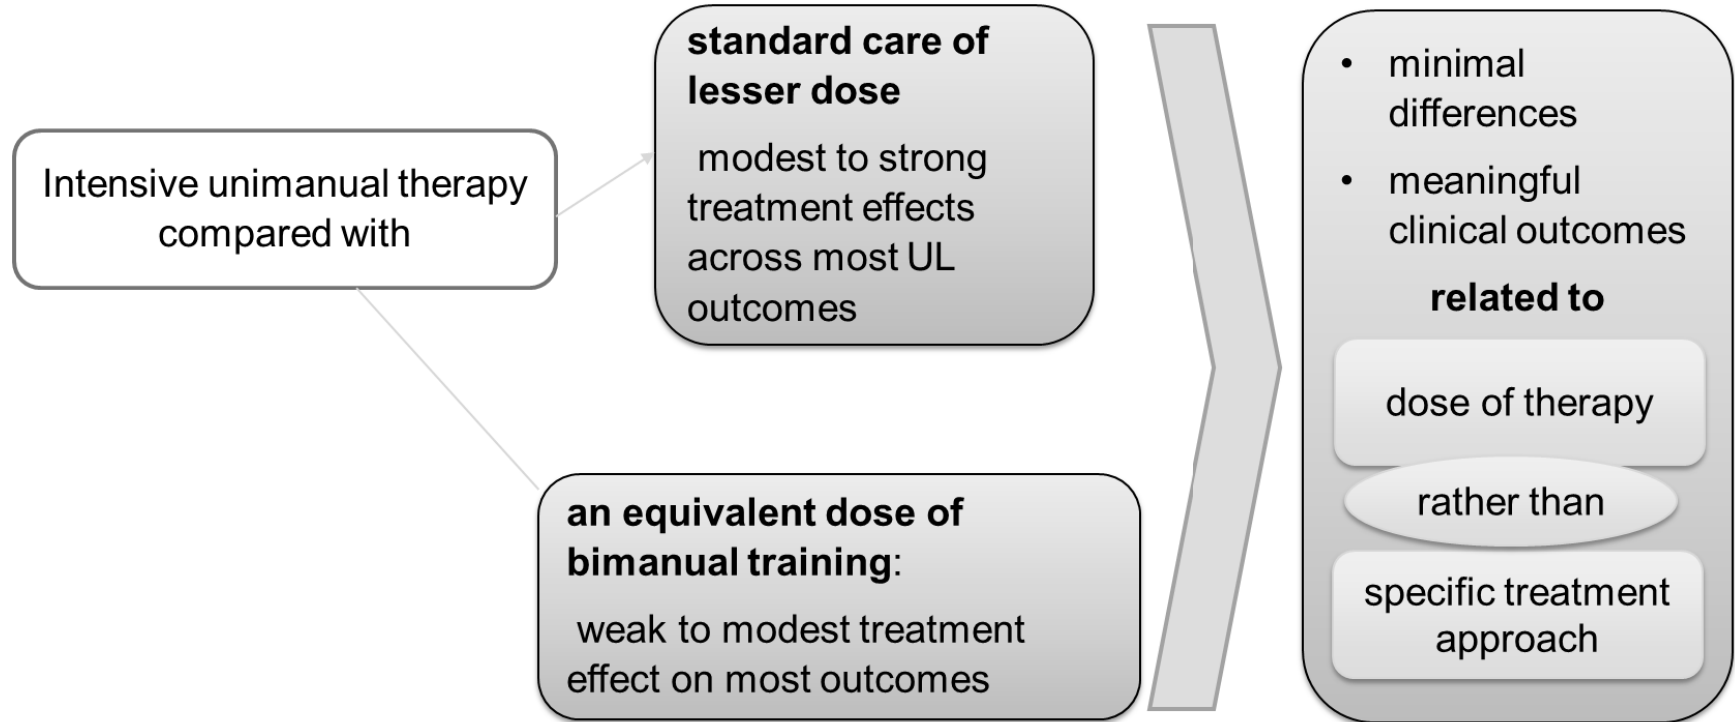 Intensive unimanual therapy
compared with
standard care of
lesser dose
modest to strong
treatment effects
across most UL
outcomes
an equivalent dose of
bimanual training:
weak to modest treatment
effect on most outcomes
• minimal
differences
• meaningful
clinical outcomes
related to
dose of therapy
rather than
specific treatment
approach